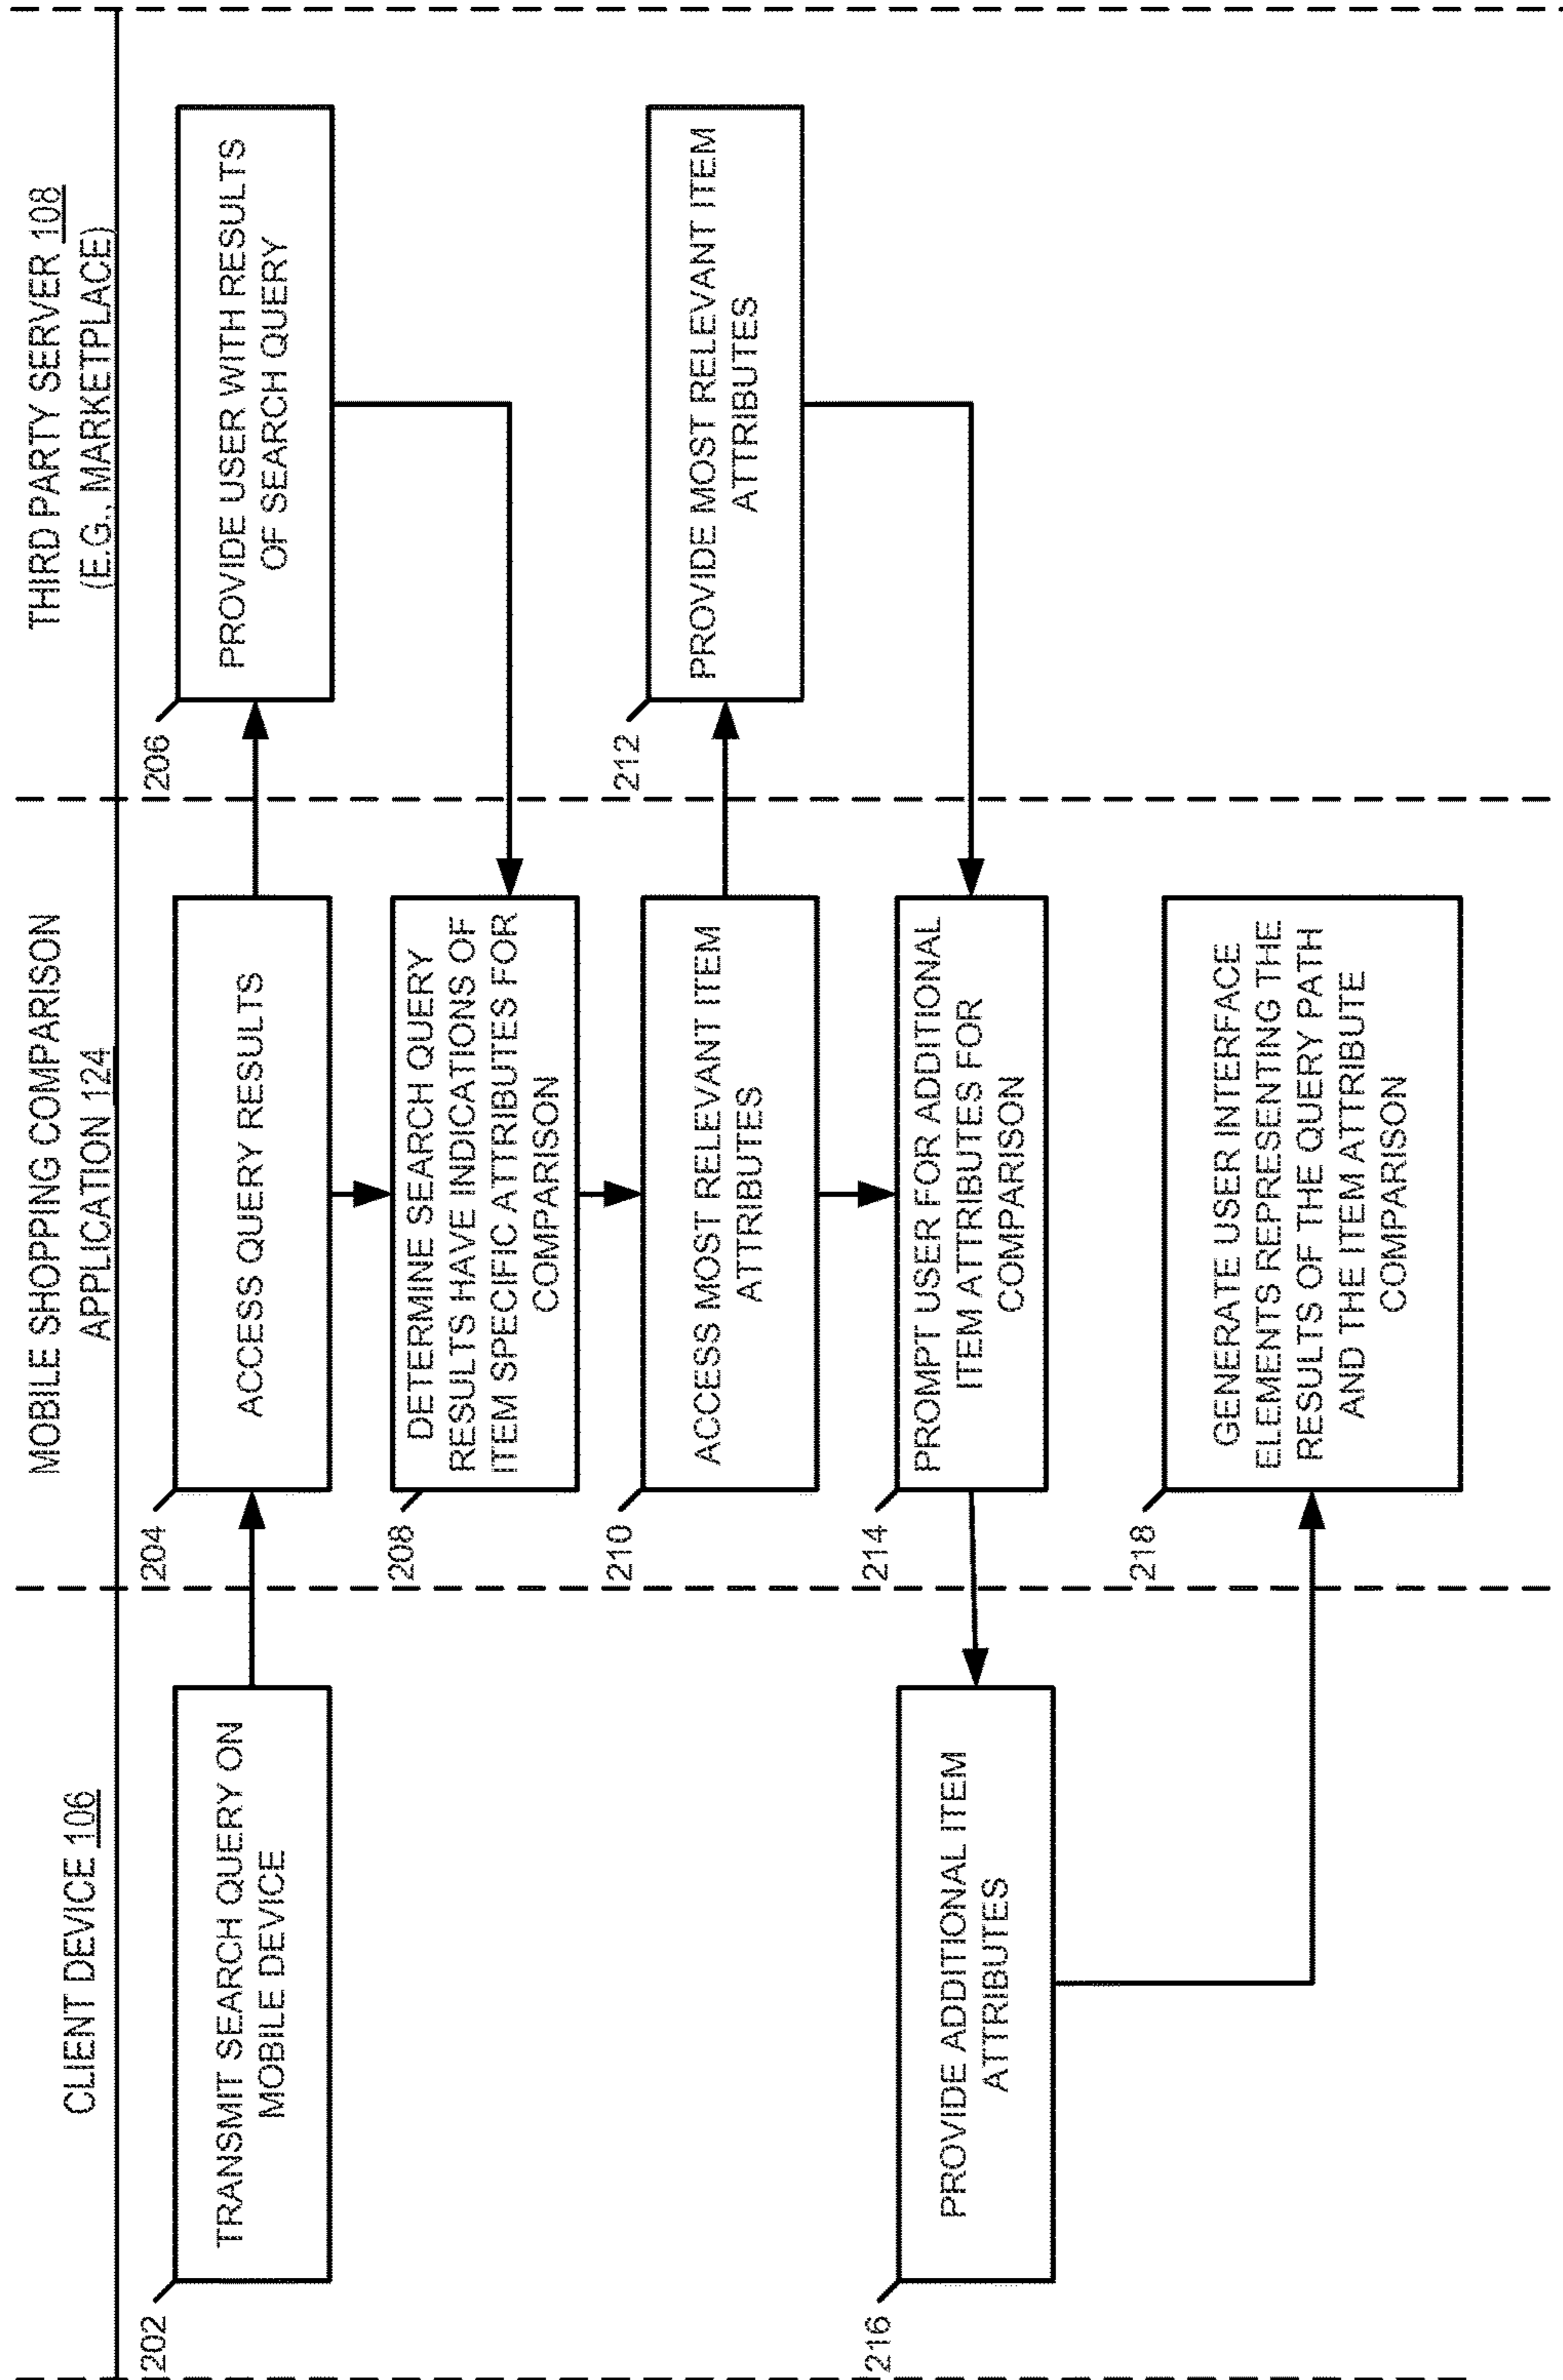 CLIENT DEVICE 106
MOBILE SHOPPING COMPARISON
APPLICATION 124
THIRD PARTY SERVER 108
(E.G., MARKETPLACE)
202
TRANSMIT SEARCH QUERY ON
MOBILE DEVICE
204
ACCESS QUERY RESULTS
206
PROVIDE USER WITH RESULTS
OF SEARCH QUERY
208
DETERMINE SEARCH QUERY
RESULTS HAVE INDICATIONS OF
ITEM SPECIFIC ATTRIBUTES FOR
COMPARISON
210
ACCESS MOST RELEVANT ITEM
ATTRIBUTES
212
PROVIDE MOST RELEVANT ITEM
ATTRIBUTES
214
PROMPT USER FOR ADDITIONAL
ITEM ATTRIBUTES FOR
COMPARISON
216
PROVIDE ADDITIONAL ITEM
ATTRIBUTES
218
GENERATE USER INTERFACE
ELEMENTS REPRESENTING THE
RESULTS OF THE QUERY PATH
AND THE ITEM ATTRIBUTE
COMPARISON